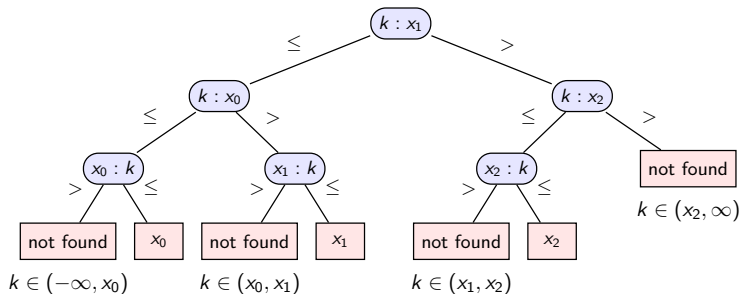 k : x₁
≤ >
k : x₀ k : x₂
≤ > ≤ >
x₀ : k x₁ : k x₂ : k not found
> ≤ > ≤ > ≤ k ∈ (x₂, ∞)
not found x₀ not found x₁ not found x₂
k ∈ (−∞, x₀) k ∈ (x₀, x₁) k ∈ (x₁, x₂)